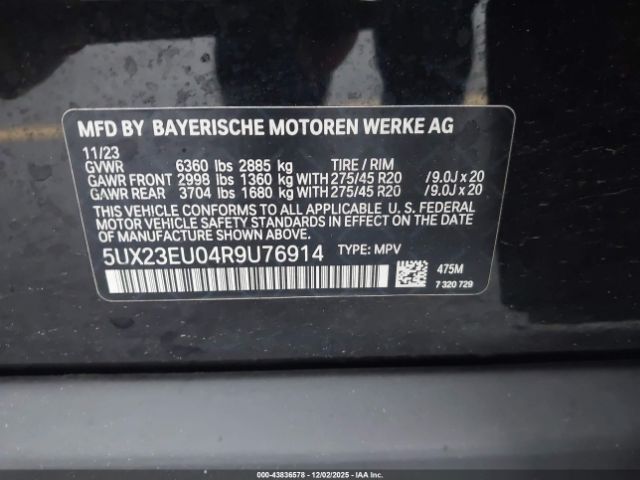 MFD BY BAYERISCHE MOTOREN WERKE AG
11/23
GVWR 6360 lbs 2885 kg TIRE / RIM
GAWR FRONT 2998 lbs 1360 kg WITH 275/45 R20 /9.0J x 20
GAWR REAR 3704 lbs 1680 kg WITH 275/45 R20 /9.0J x 20
THIS VEHICLE CONFORMS TO ALL APPLICABLE, U. S. FEDERAL
MOTOR VEHICLE SAFETY STANDARDS IN EFFECT ON THE DATE OF
MANUFACTURE SHOWN ABOVE.
5UX23EU04R9U76914 TYPE: MPV
475M
7 320 729
000-43836578 - 12/02/2025 - IAAI.CA